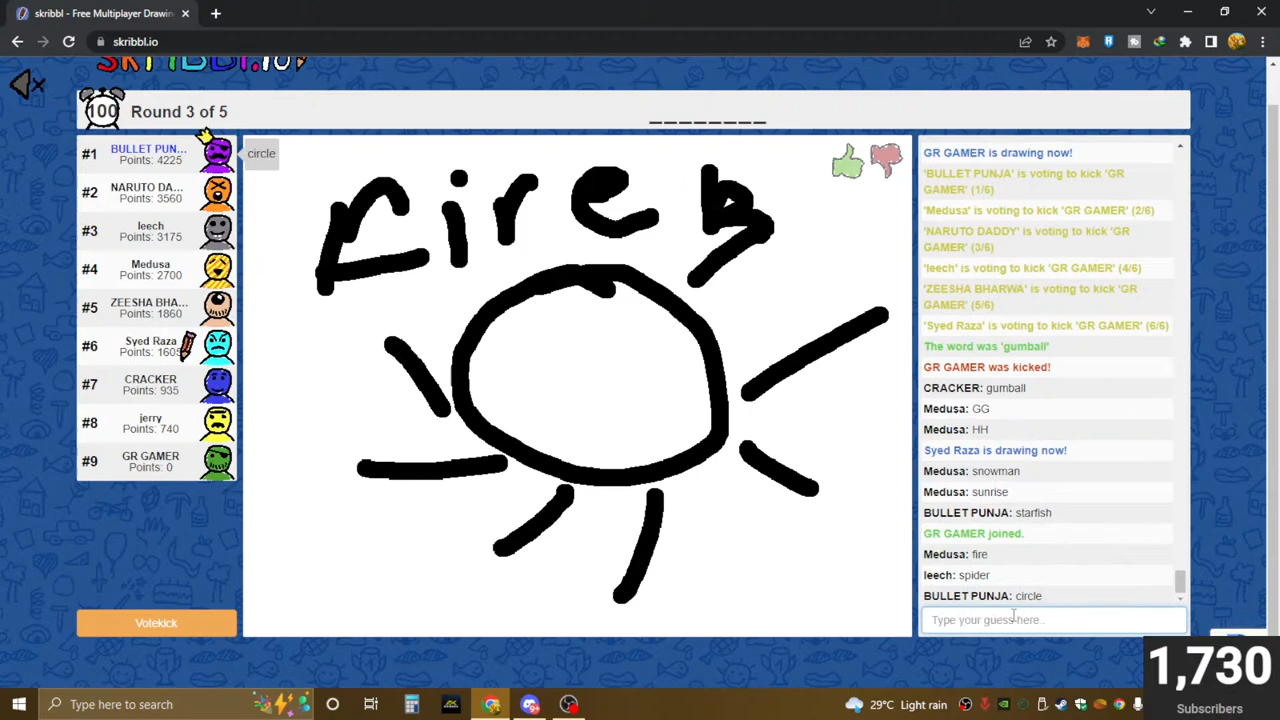 skribbl - Free Multiplayer Drawin
skribbl.io
skribbl.io
100
Round 3 of 5
________
#1 BULLET PUNJ... Points: 4225
circle
#2 NARUTO DA... Points: 3560
#3 leech Points: 3175
#4 Medusa Points: 2700
#5 ZEESHA BHA... Points: 1860
#6 Syed Raza Points: 1605
#7 CRACKER Points: 935
#8 jerry Points: 740
#9 GR GAMER Points: 0
Votekick
GR GAMER is drawing now!
'BULLET PUNJA' is voting to kick 'GR
GAMER' (1/6)
'Medusa' is voting to kick 'GR GAMER' (2/6)
'NARUTO DADDY' is voting to kick 'GR
GAMER' (3/6)
'leech' is voting to kick 'GR GAMER' (4/6)
'ZEESHA BHARWA' is voting to kick 'GR
GAMER' (5/6)
'Syed Raza' is voting to kick 'GR GAMER' (6/6)
The word was 'gumball'
GR GAMER was kicked!
CRACKER: gumball
Medusa: GG
Medusa: HH
Syed Raza is drawing now!
Medusa: snowman
Medusa: sunrise
BULLET PUNJA: starfish
GR GAMER joined.
Medusa: fire
leech: spider
BULLET PUNJA: circle
Type your guess here..
1,730
Subscribers
Type here to search
29°C Light rain